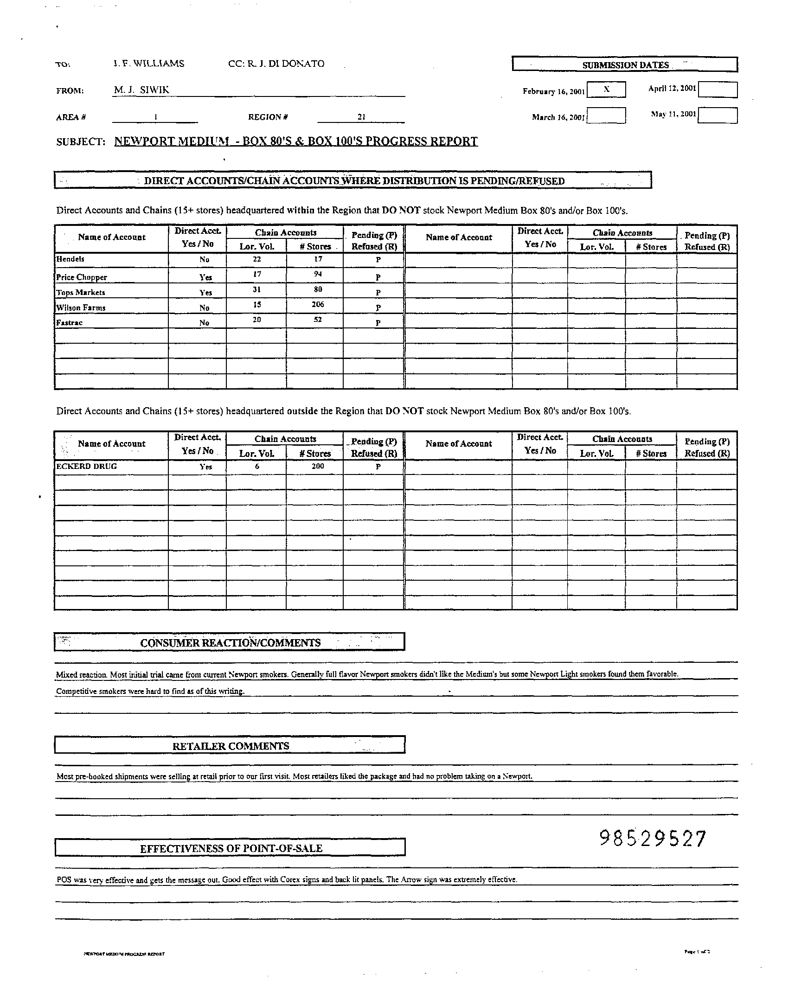 TO: J. F. WILLIAMS CC: R. J. DI DONATO SUBMISSION DATES
FROM: M. J. SIWIK February 16, 2001 X April 12, 2001
AREA # 1 REGION # 21 March 16, 2001 May 11, 2001
SUBJECT: NEWPORT MEDIUM - BOX 80'S & BOX 100'S PROGRESS REPORT
DIRECT ACCOUNTS/CHAIN ACCOUNTS WHERE DISTRIBUTION IS PENDING/REFUSED
Direct Accounts and Chains (15+ stores) headquartered within the Region that DO NOT stock Newport Medium Box 80's and/or Box 100's.
Name of Account Direct Acct. Yes / No Chain Accounts Lor. Vol. # Stores Pending (P) Refused (R) Name of Account Direct Acct. Yes / No Chain Accounts Lor. Vol. # Stores Pending (P) Refused (R)
Hendels No 22 17 P
Price Chopper Yes 17 94 P
Tops Markets Yes 31 80 P
Wilson Farms No 15 206 P
Fastrac No 20 52 P
Direct Accounts and Chains (15+ stores) headquartered outside the Region that DO NOT stock Newport Medium Box 80's and/or Box 100's.
Name of Account Direct Acct. Yes / No Chain Accounts Lor. Vol. # Stores Pending (P) Refused (R) Name of Account Direct Acct. Yes / No Chain Accounts Lor. Vol. # Stores Pending (P) Refused (R)
ECKERD DRUG Yes 6 200 P
CONSUMER REACTION/COMMENTS
Mixed reaction. Most initial trial came from current Newport smokers. Generally full flavor Newport smokers didn't like the Medium's but some Newport Light smokers found them favorable.
Competitive smokers were hard to find as of this writing.
RETAILER COMMENTS
Most pre-booked shipments were selling at retail prior to our first visit. Most retailers liked the package and had no problem taking on a Newport.
98529527
EFFECTIVENESS OF POINT-OF-SALE
POS was very effective and gets the message out. Good effect with Corex signs and back lit panels. The Arrow sign was extremely effective.
NEWPORT MEDIUM PROGRESS REPORT Page 1 of 2